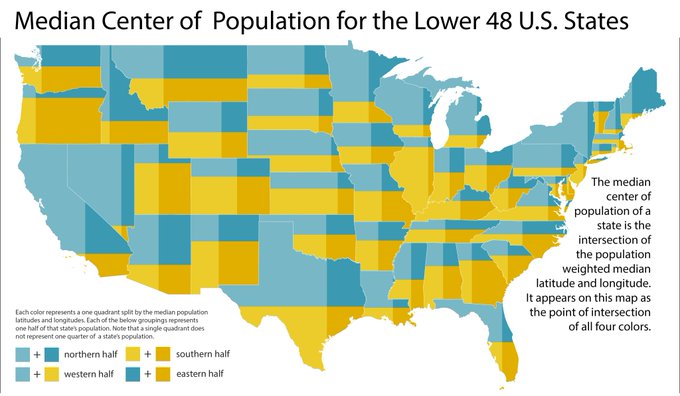 Median Center of Population for the Lower 48 U.S. States
The median
center of
population of a
state is the
intersection of
the population
weighted median
latitude and longitude.
It appears on this map as
the point of intersection
of all four colors.
Each color represents a one quadrant split by the median population
latitudes and longitudes. Each of the below groupings represents
one half of that state's population. Note that a single quadrant does
not represent one quarter of a state's population.
+ northern half + southern half
+ western half + eastern half